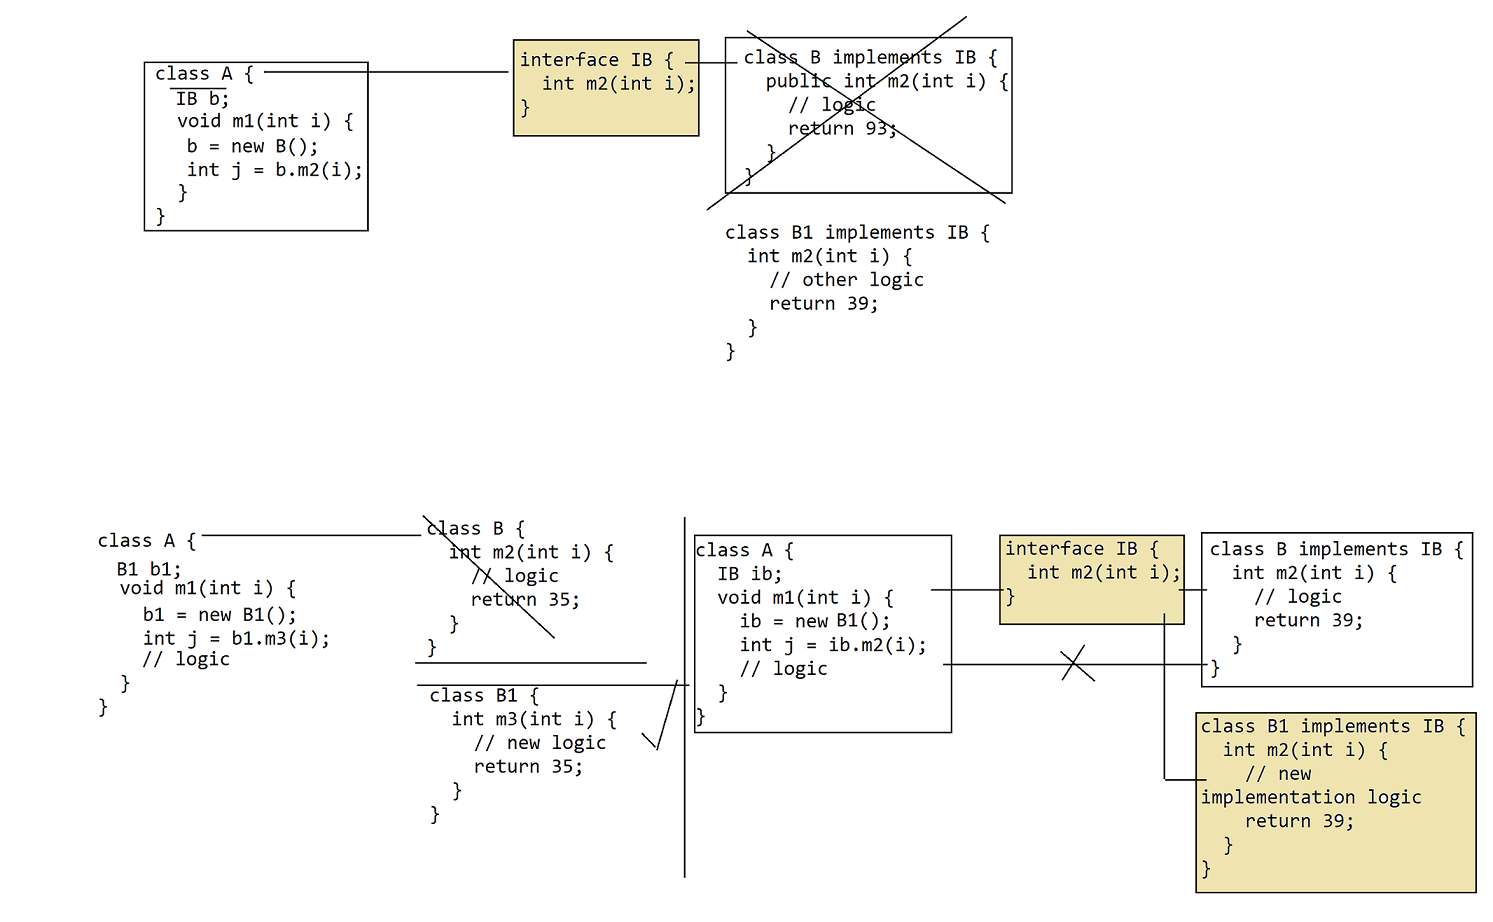 class A {
IB b;
void m1(int i) {
b = new B();
int j = b.m2(i);
}
}
interface IB {
int m2(int i);
}
class B implements IB {
public int m2(int i) {
// logic
return 93;
}
}
class B1 implements IB {
int m2(int i) {
// other logic
return 39;
}
}
class A {
B1 b1;
void m1(int i) {
b1 = new B1();
int j = b1.m3(i);
// logic
}
}
class B {
int m2(int i) {
// logic
return 35;
}
}
class B1 {
int m3(int i) {
// new logic
return 35;
}
}
class A {
IB ib;
void m1(int i) {
ib = new B1();
int j = ib.m2(i);
// logic
}
}
interface IB {
int m2(int i);
}
class B implements IB {
int m2(int i) {
// logic
return 39;
}
}
class B1 implements IB {
int m2(int i) {
// new
implementation logic
return 39;
}
}